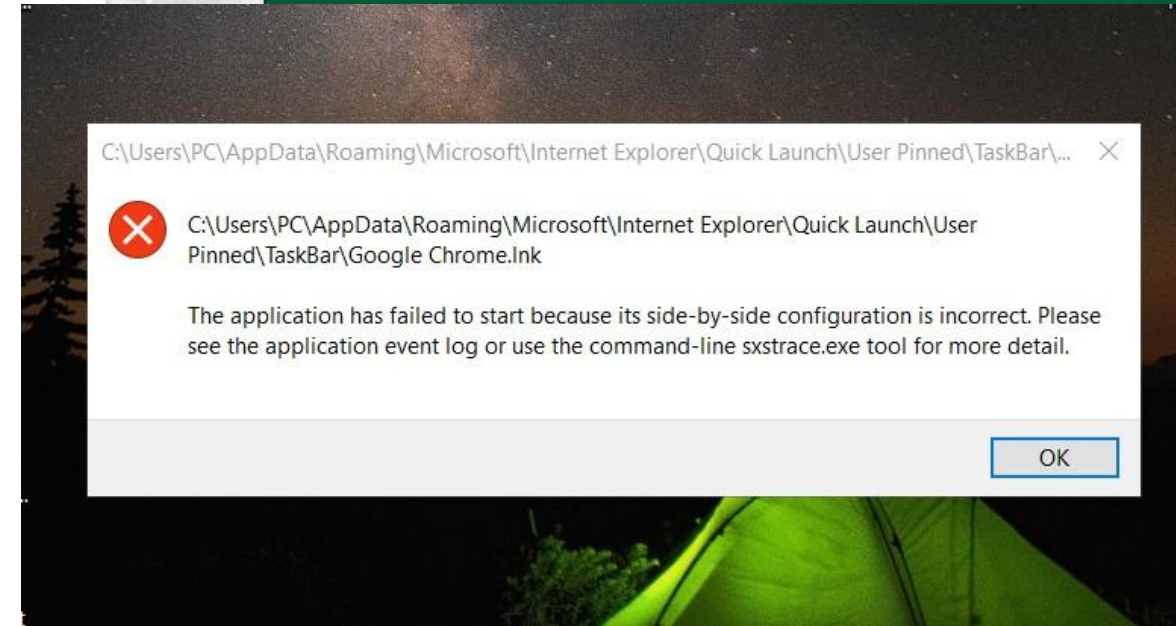 C:\Users\PC\AppData\Roaming\Microsoft\Internet Explorer\Quick Launch\User Pinned\TaskBar\...
C:\Users\PC\AppData\Roaming\Microsoft\Internet Explorer\Quick Launch\User
Pinned\TaskBar\Google Chrome.lnk
The application has failed to start because its side-by-side configuration is incorrect. Please
see the application event log or use the command-line sxstrace.exe tool for more detail.
OK